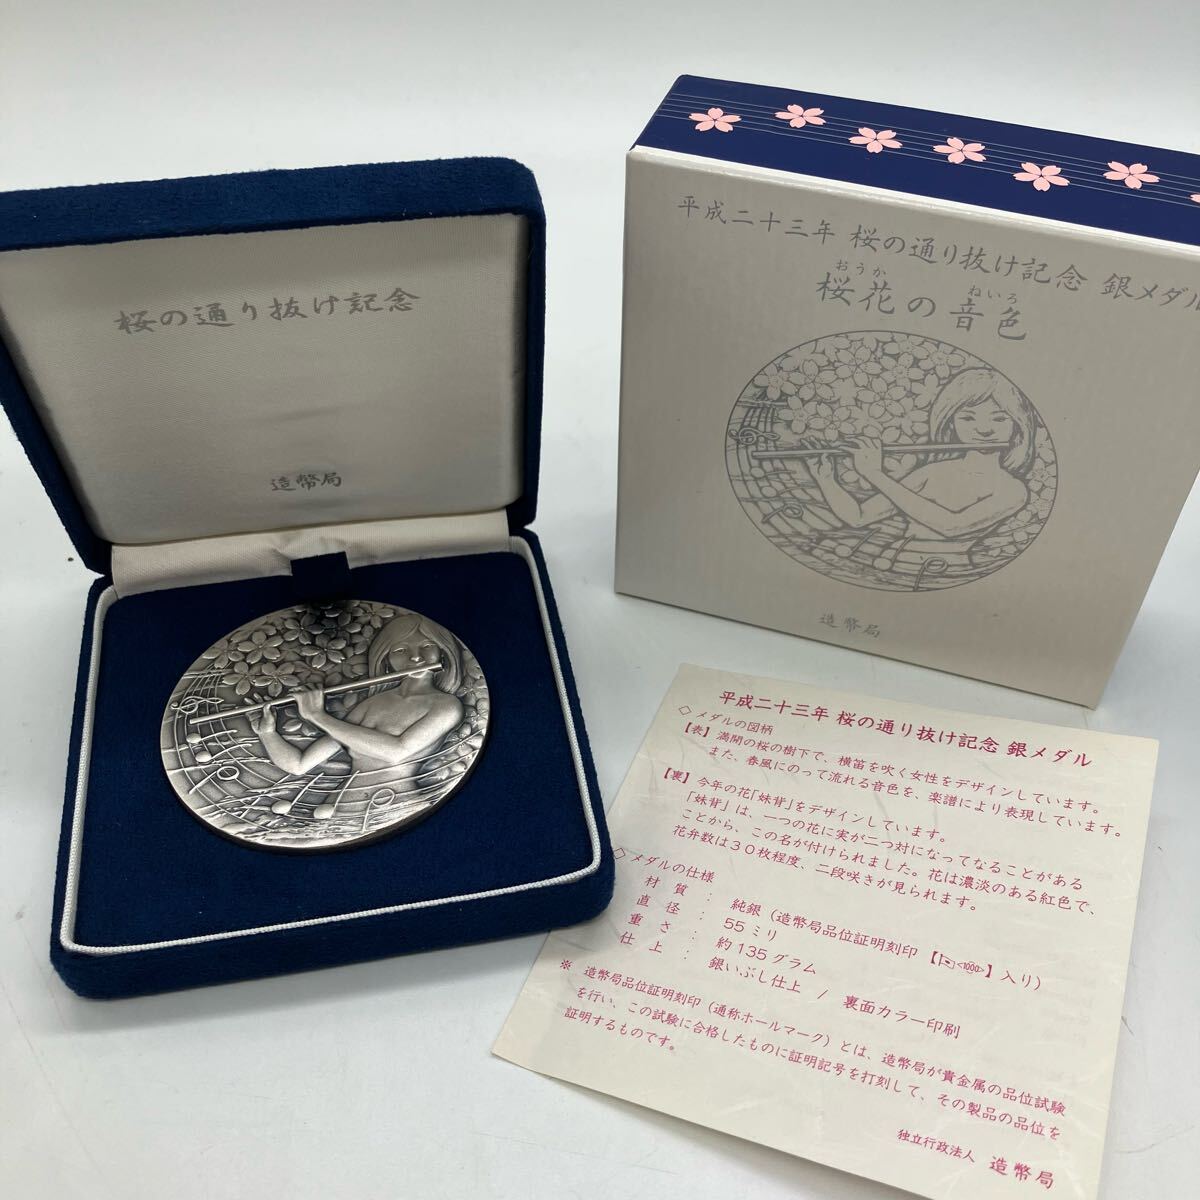 桜の通り抜け記念
造幣局
平成二十三年 桜の通り抜け記念 銀メダル
おうか ねいろ
桜花の音色
造幣局
平成二十三年 桜の通り抜け記念 銀メダル
◇ メダルの図柄
【表】満開の桜の樹下で、横笛を吹く女性をデザインしています。
また、春風にのって流れる音色を、楽譜により表現しています。
【裏】今年の花「妹背」をデザインしています。
「妹背」は、一つの花に実が二つ対になってなることがある
ことから、この名が付けられました。花は濃淡のある紅色で、
花弁数は30枚程度、二段咲きが見られます。
◇ メダルの仕様
材質：純銀（造幣局品位証明刻印【<1000>】入り）
直径：55ミリ
重さ：約135グラム
仕上：銀いぶし仕上 / 裏面カラー印刷
※ 造幣局品位証明刻印（通称ホールマーク）とは、造幣局が貴金属の品位試験
を行い、この試験に合格したものに証明記号を打刻して、その製品の品位を
証明するものです。
独立行政法人 造幣局